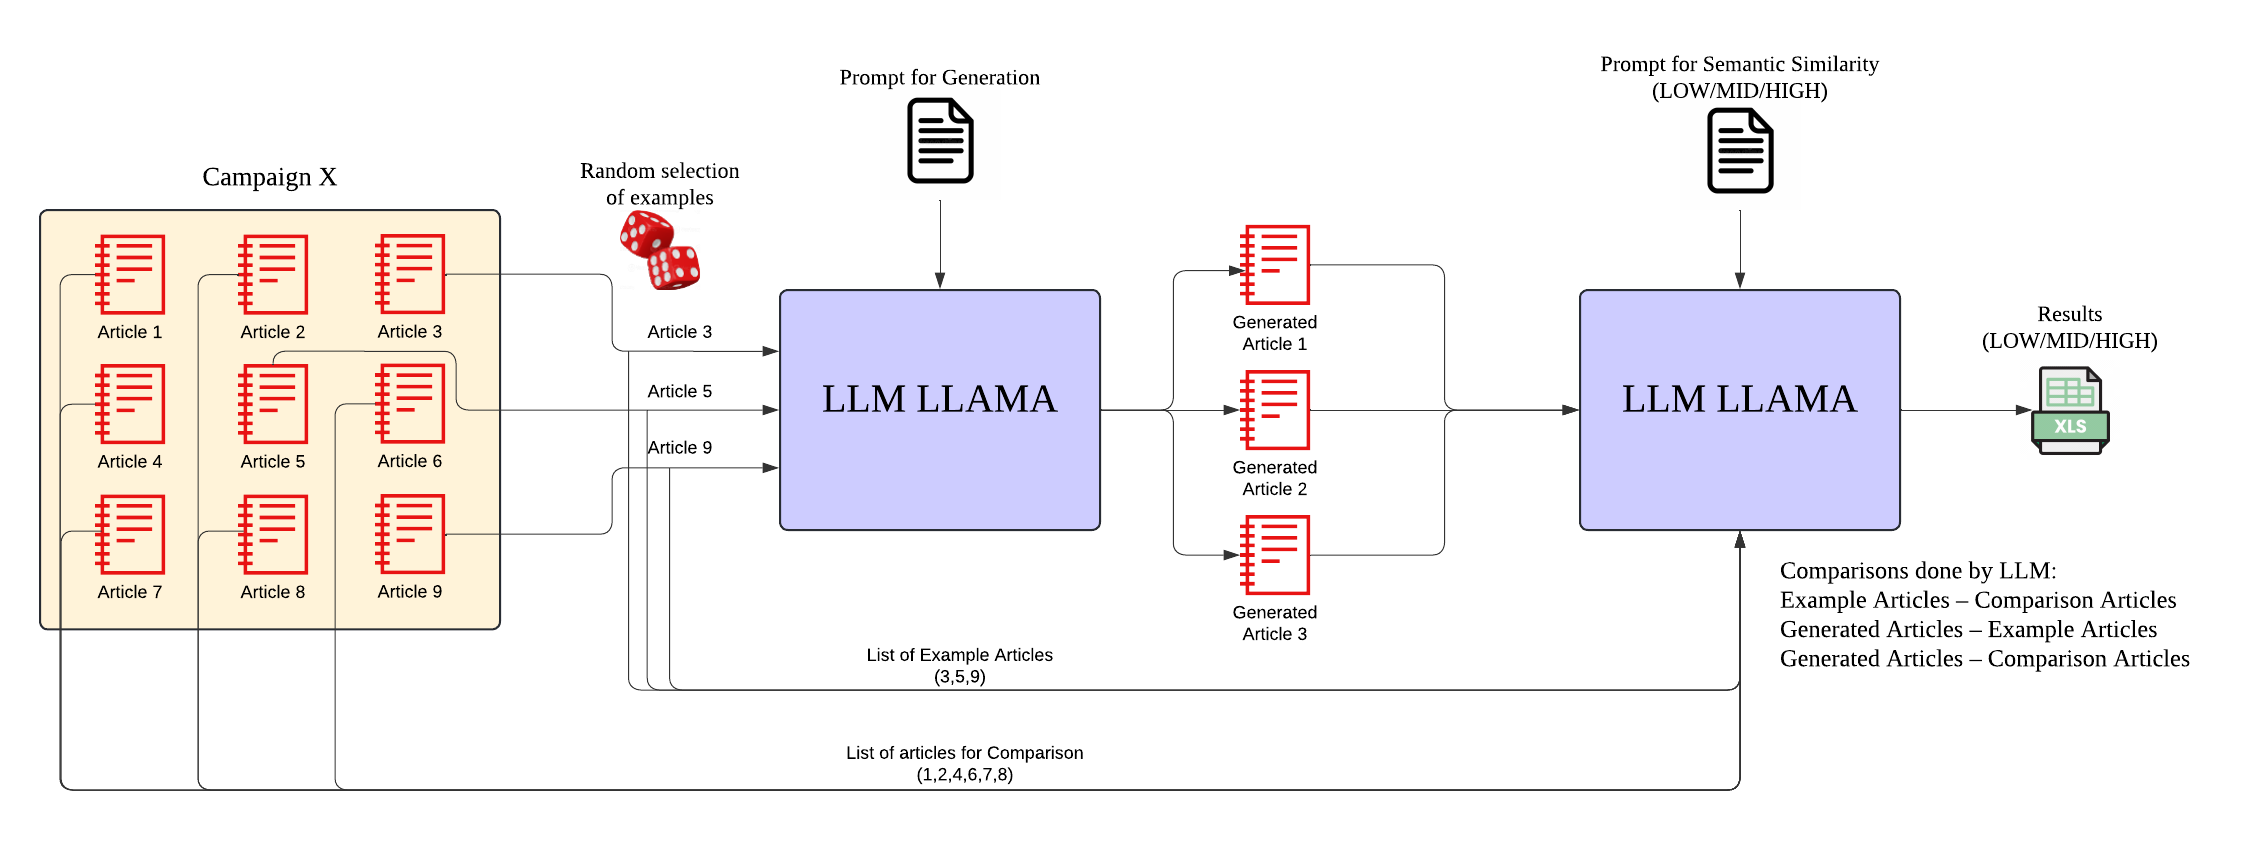 Prompt for Generation
Prompt for Semantic Similarity
(LOW/MID/HIGH)
Campaign X
Random selection
of examples
Article 1
Article 2
Article 3
Article 4
Article 5
Article 6
Article 7
Article 8
Article 9
Article 3
Article 5
Article 9
LLM LLAMA
Generated
Article 1
Generated
Article 2
Generated
Article 3
LLM LLAMA
Results
(LOW/MID/HIGH)
XLS
Comparisons done by LLM:
Example Articles – Comparison Articles
Generated Articles – Example Articles
Generated Articles – Comparison Articles
List of Example Articles
(3,5,9)
List of articles for Comparison
(1,2,4,6,7,8)